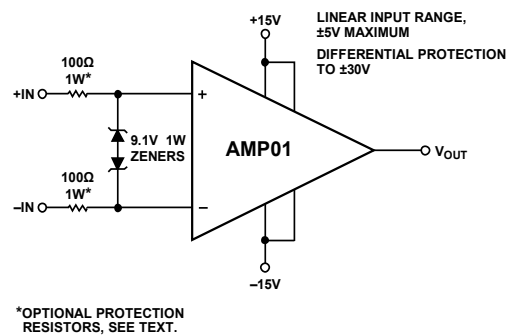 +15V
LINEAR INPUT RANGE,
±5V MAXIMUM
DIFFERENTIAL PROTECTION
TO ±30V
100Ω
1W*
+IN
+
9.1V 1W
ZENERS
AMP01
VOUT
100Ω
1W*
–IN
–
–15V
*OPTIONAL PROTECTION
RESISTORS, SEE TEXT.